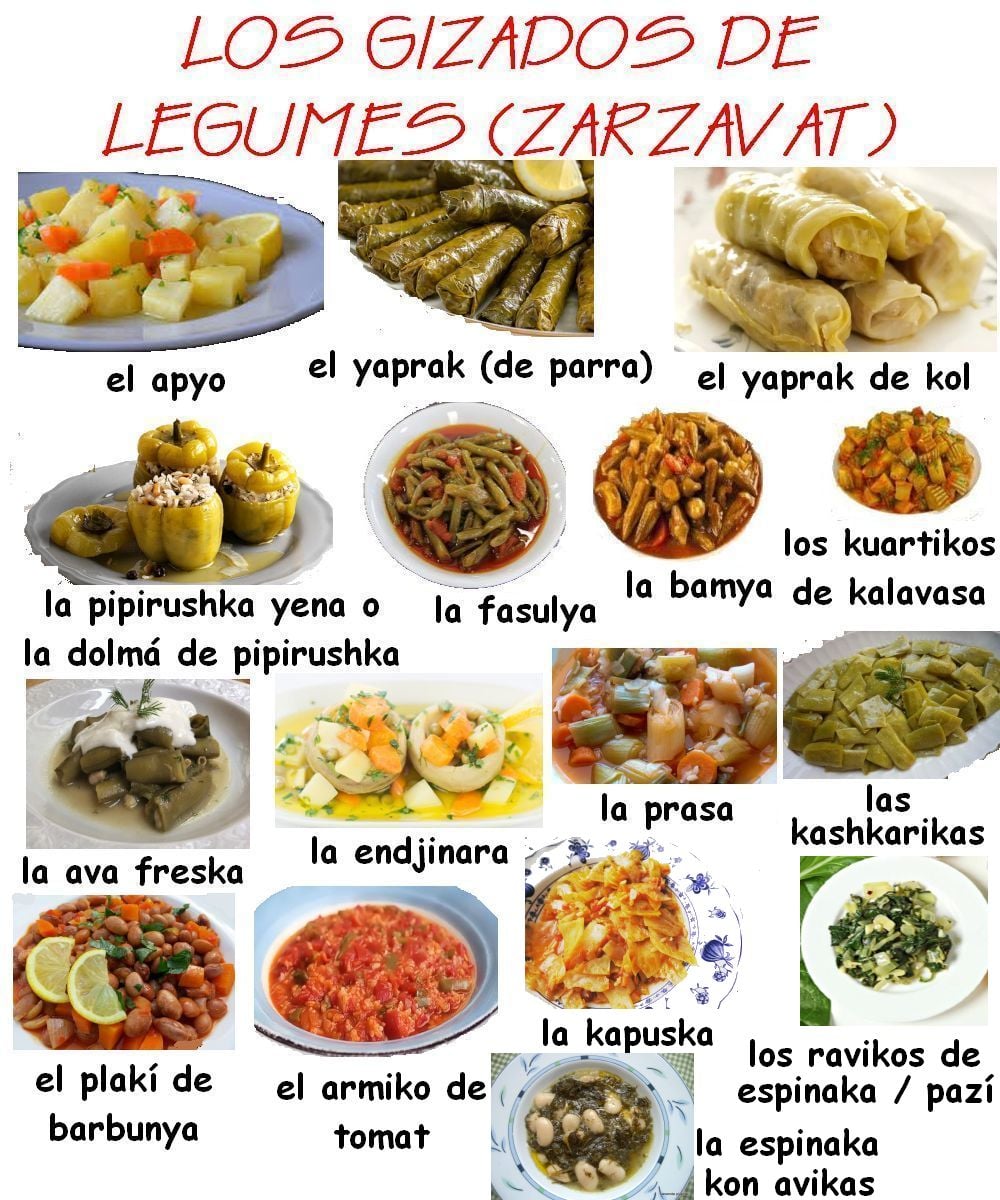 LOS GIZADOS DE
LEGUMES (ZARZAVAT)
el apyo
el yaprak (de parra)
el yaprak de kol
la pipirushka yena o
la dolmá de pipirushka
la fasulya
la bamya
los kuartikos
de kalavasa
la ava freska
la endjinara
la prasa
las
kashkarikas
el plakí de
barbunya
el armiko de
tomat
la kapuska
los ravikos de
espinaka / pazí
la espinaka
kon avikas